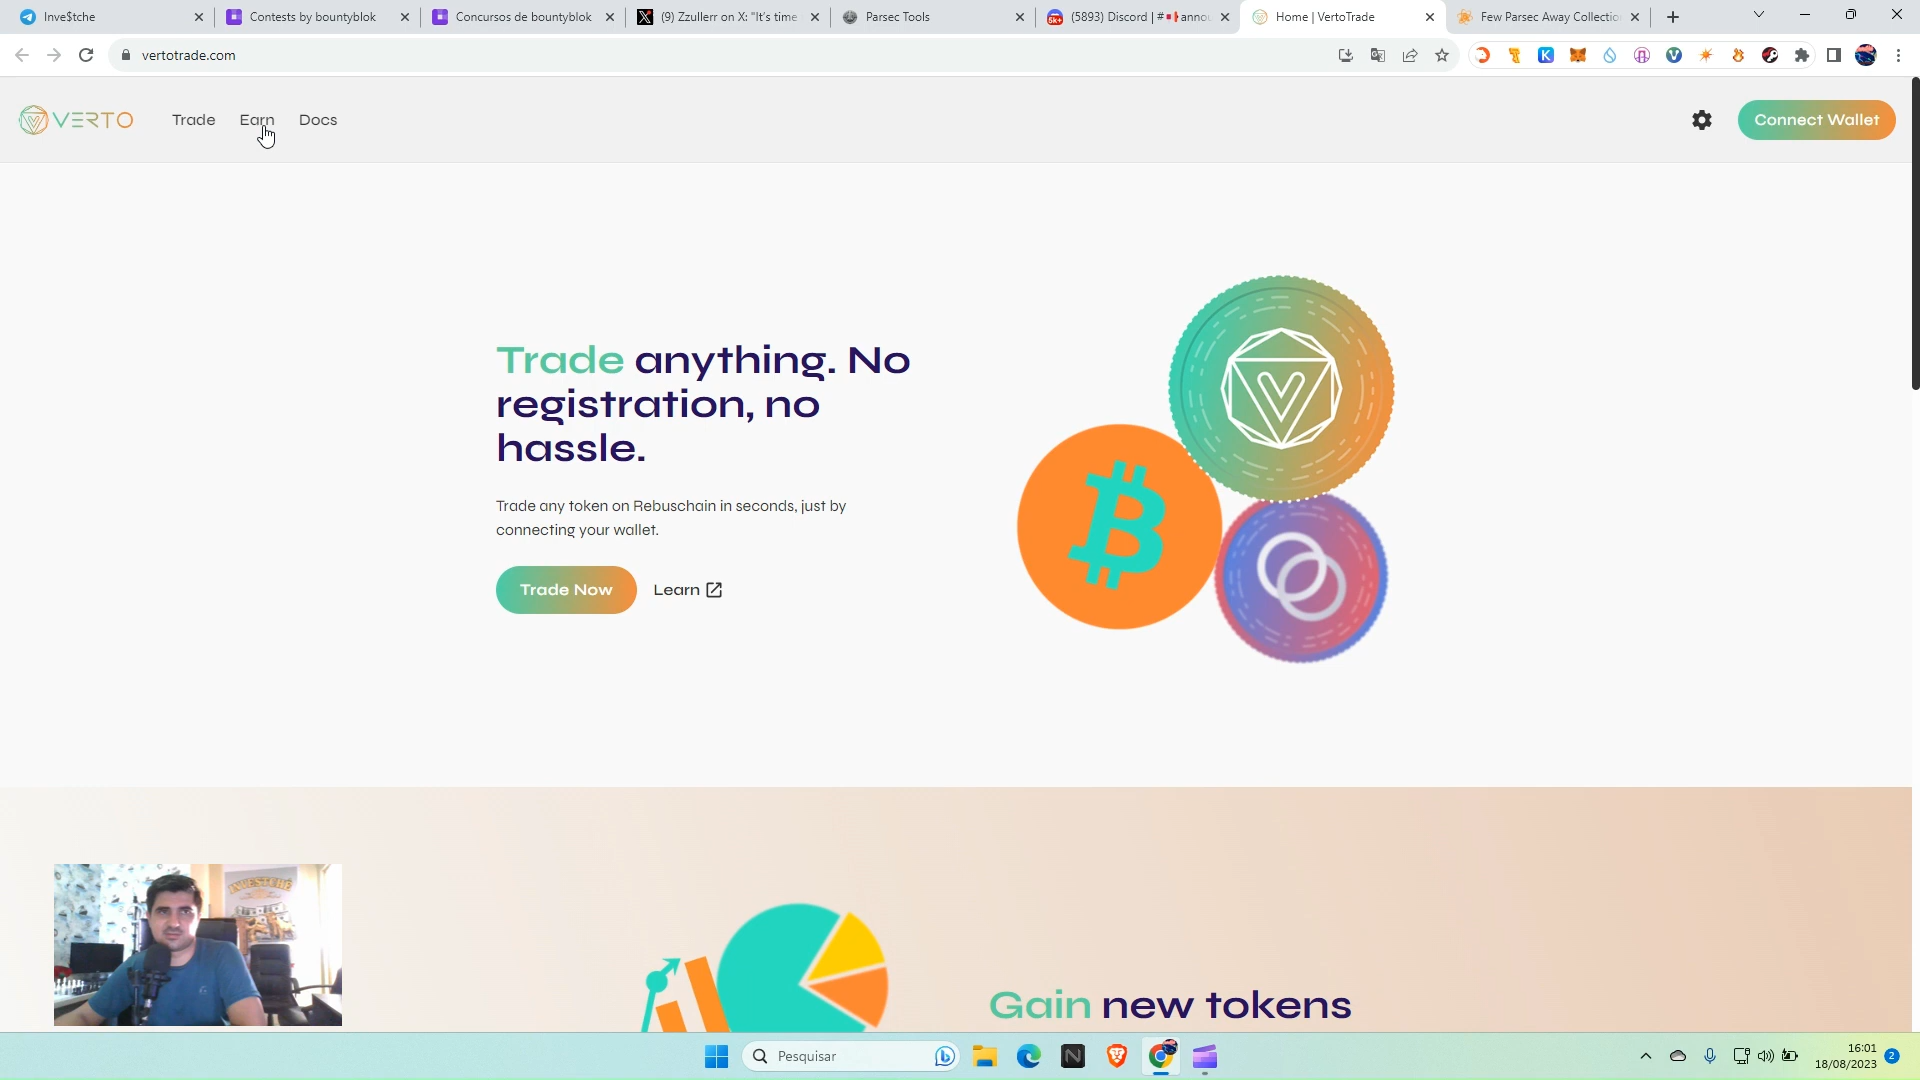 Inve$tche
Contests by bountyblok
Concursos de bountyblok
(9) Zzullerr on X: "It's time
Parsec Tools
(5893) Discord | #
annou
Home | VertoTrade
Few Parsec Away Collectio
vertotrade.com
VERTO
Trade
Earn
Docs
Connect Wallet
Trade anything. No
registration, no
hassle.
Trade any token on Rebuschain in seconds, just by
connecting your wallet.
Trade Now
Learn
INVESTCHÊ
Gain new tokens
Pesquisar
16:01
18/08/2023
2